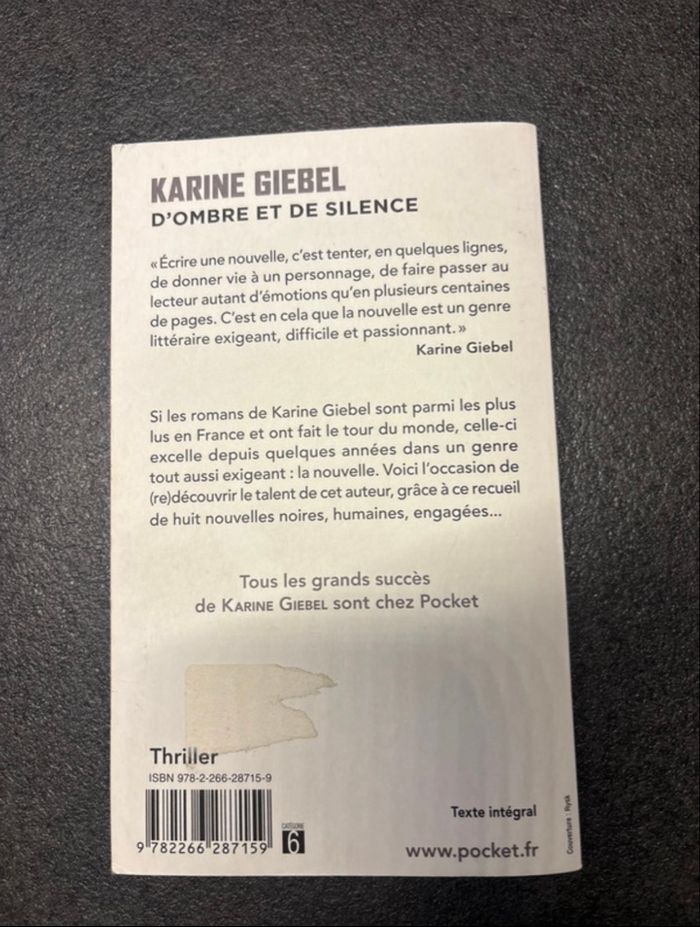 KARINE GIEBEL
D'OMBRE ET DE SILENCE
« Écrire une nouvelle, c'est tenter, en quelques lignes,
de donner vie à un personnage, de faire passer au
lecteur autant d'émotions qu'en plusieurs centaines
de pages. C'est en cela que la nouvelle est un genre
littéraire exigeant, difficile et passionnant. »
Karine Giebel
Si les romans de Karine Giebel sont parmi les plus
lus en France et ont fait le tour du monde, celle-ci
excelle depuis quelques années dans un genre
tout aussi exigeant : la nouvelle. Voici l'occasion de
(re)découvrir le talent de cet auteur, grâce à ce recueil
de huit nouvelles noires, humaines, engagées...
Tous les grands succès
de KARINE GIEBEL sont chez Pocket
Thriller
ISBN 978-2-266-28715-9
9 782266 287159
CATÉGORIE
6
Texte intégral
www.pocket.fr
Couverture : Rysk